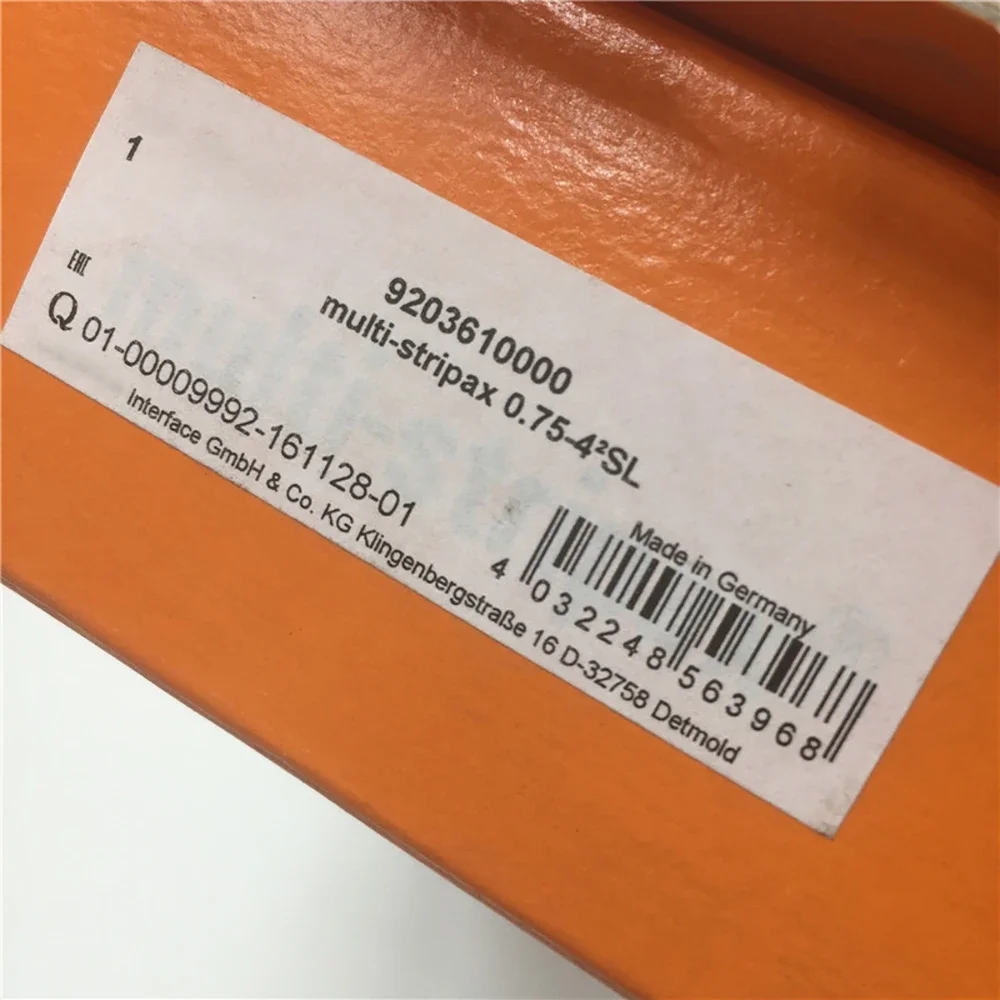 1
EAC
9203610000
multi-stripax 0.75-4²SL
Q 01-00009992-161128-01
Made in Germany
Interface GmbH & Co. KG Klingenbergstraße 16 D-32758 Detmold
4 032248 563968